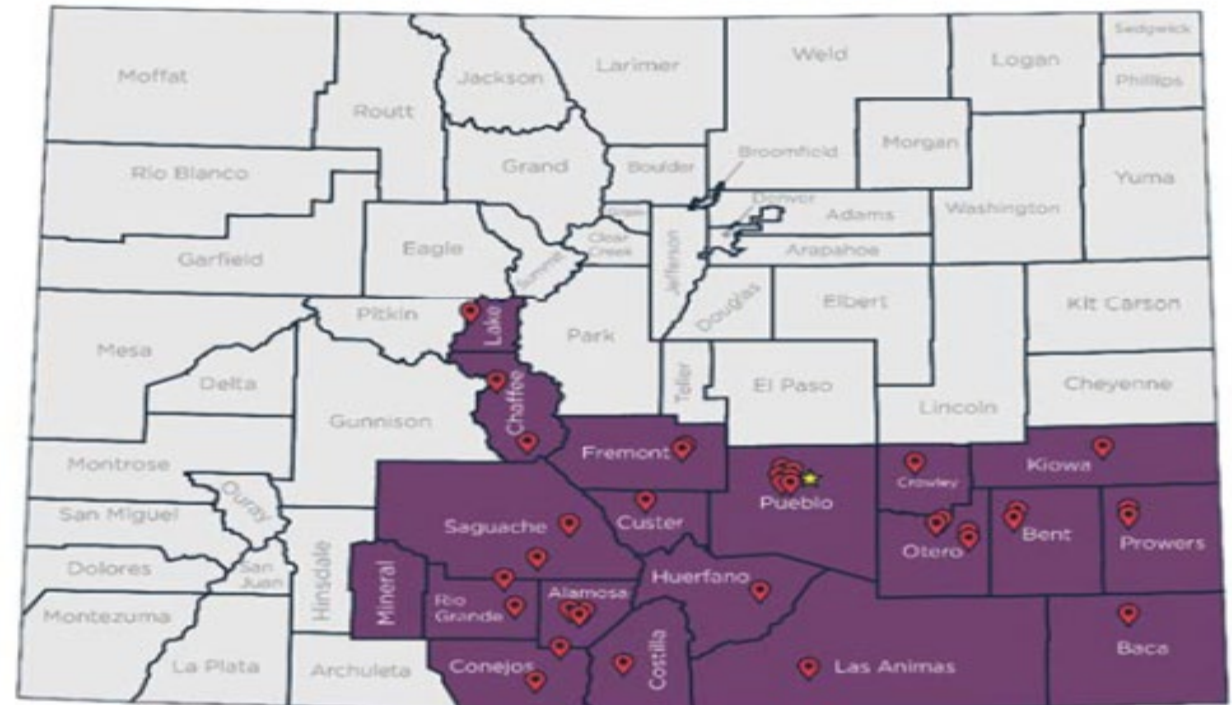 Sedgwick
Moffat
Jackson
Larimer
Weld
Logan
Phillips
Routt
Grand
Boulder
Broomfield
Morgan
Rio Blanco
Yuma
Denver
Adams
Washington
Clear
Creek
Eagle
Summit
Jefferson
Arapahoe
Garfield
Pitkin
Lake
Park
Douglas
Elbert
Kit Carson
Mesa
Delta
Chaffee
Teller
El Paso
Lincoln
Cheyenne
Gunnison
Fremont
Kiowa
Montrose
Crowley
Ouray
Pueblo
San Miguel
Saguache
Custer
Otero
Bent
Prowers
Dolores
San
Juan
Hinsdale
Mineral
Huerfano
Rio
Grande
Alamosa
Montezuma
La Plata
Archuleta
Conejos
Costilla
Las Animas
Baca